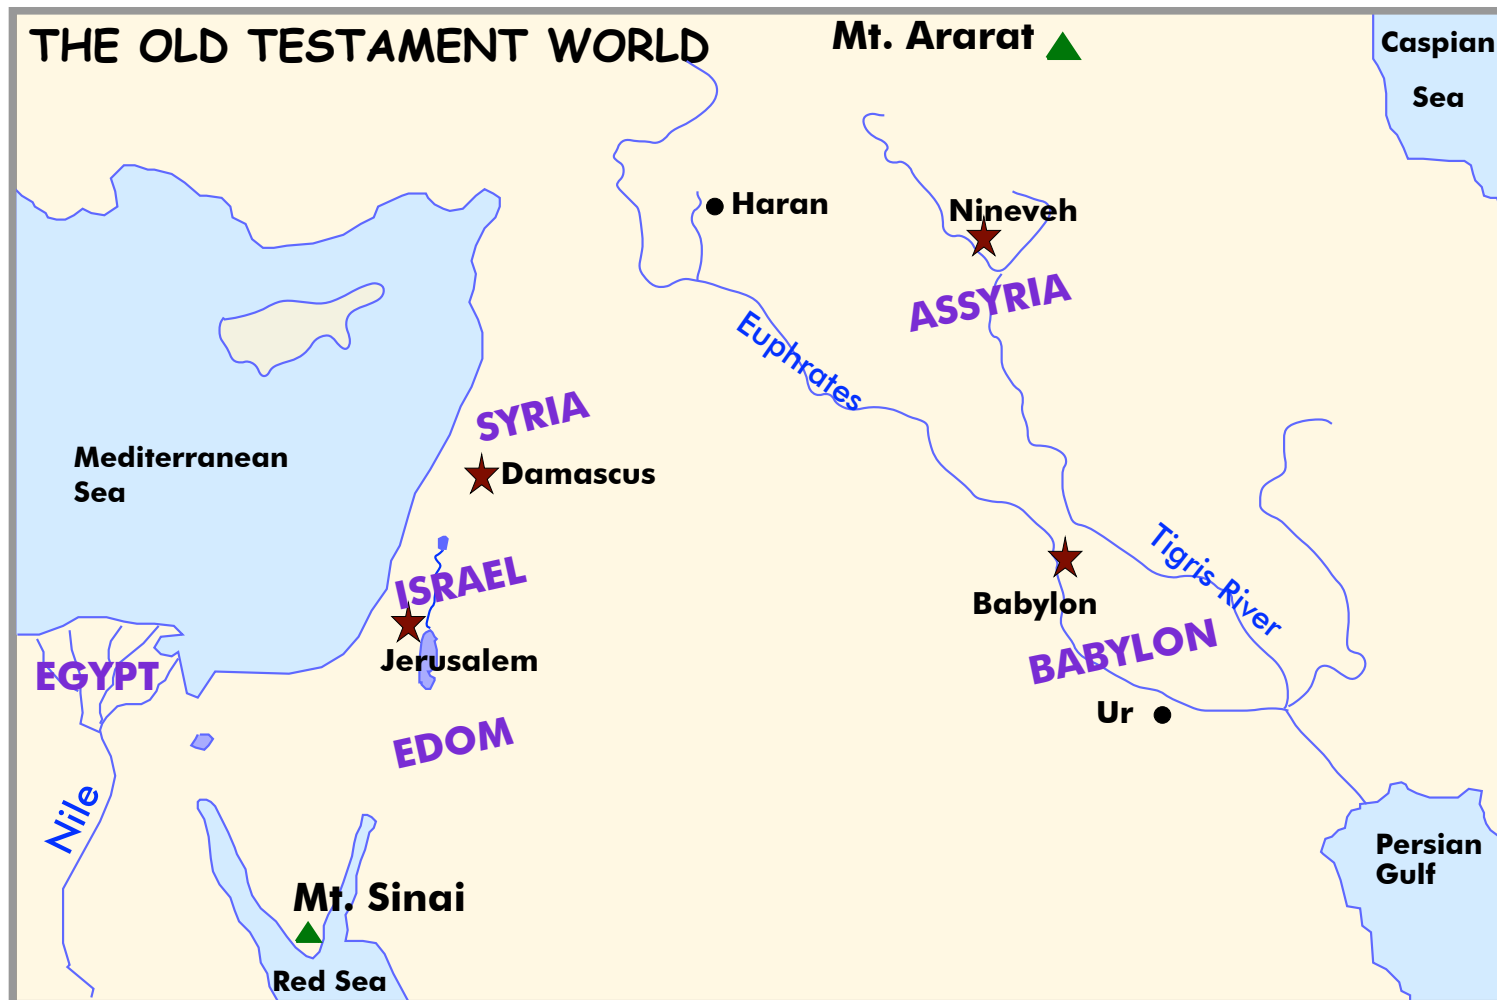 THE OLD TESTAMENT WORLD
Mt. Ararat
Caspian
Sea
Haran
Nineveh
ASSYRIA
Euphrates
SYRIA
Mediterranean
Sea
Damascus
Tigris River
ISRAEL
Babylon
Jerusalem
BABYLON
EGYPT
Ur
EDOM
Nile
Persian
Gulf
Mt. Sinai
Red Sea